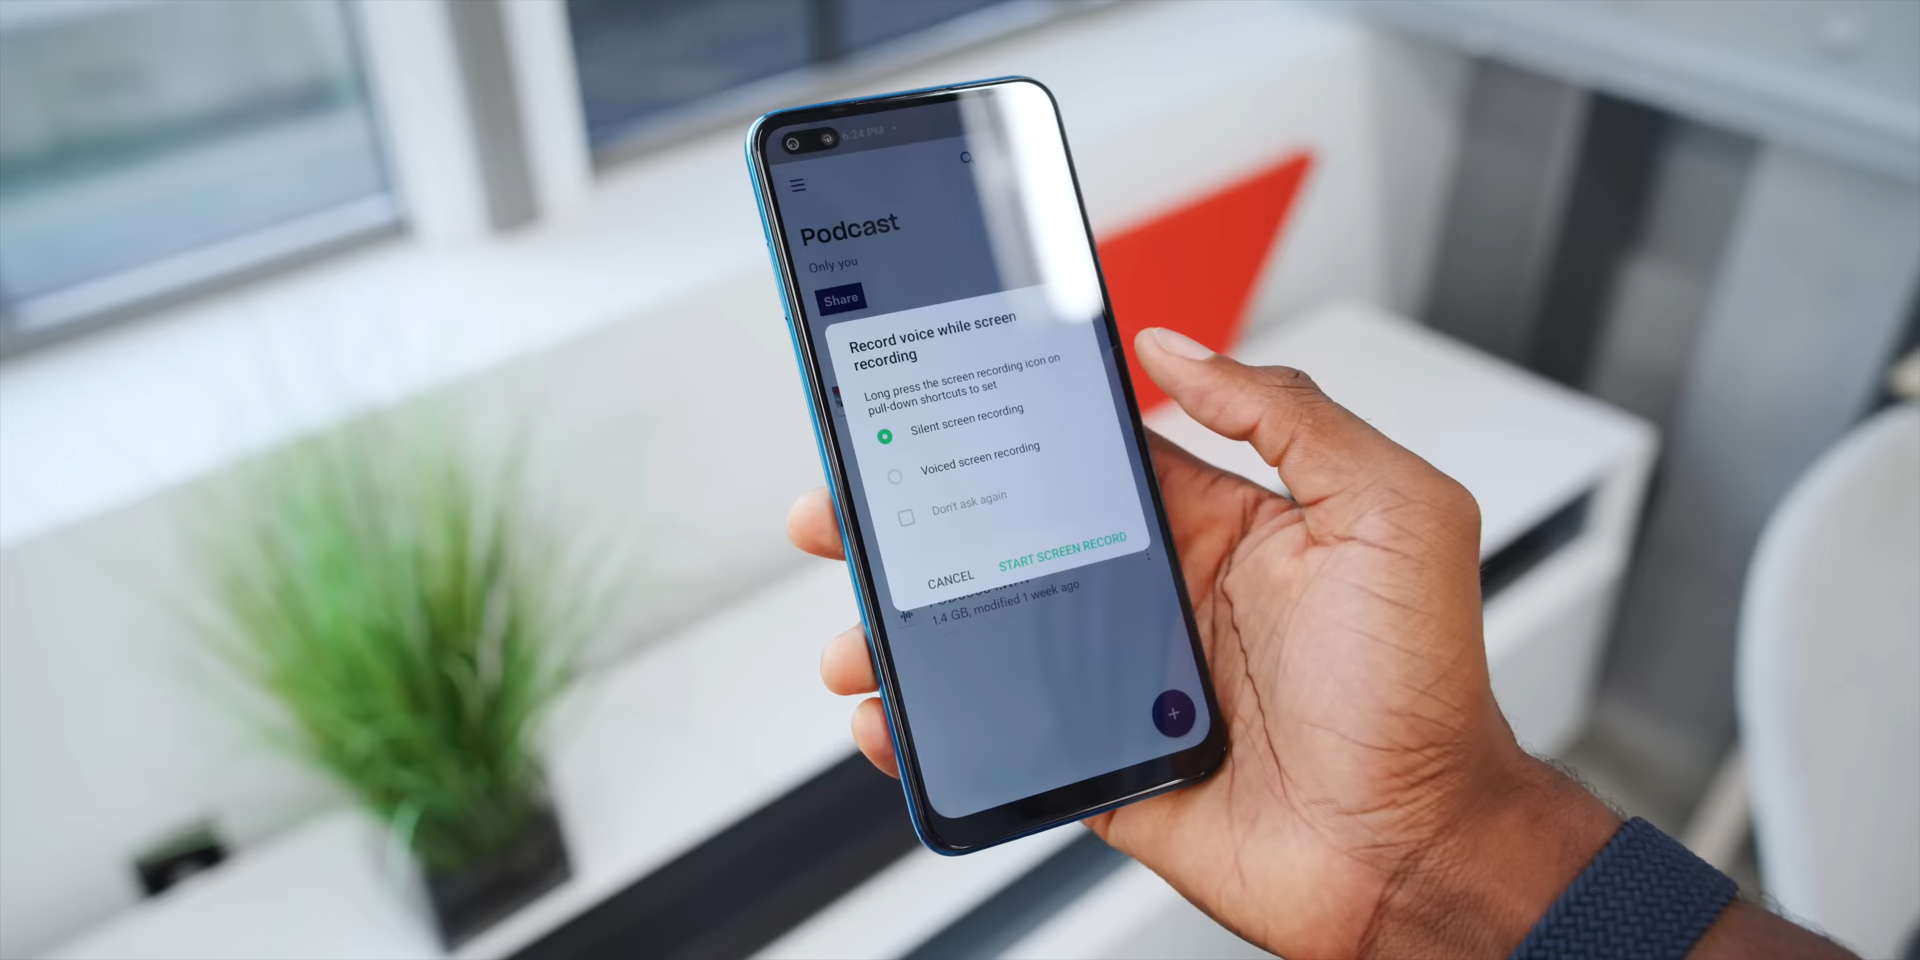 6:24 PM
Podcast
Only you
Share
Record voice while screen
recording
Long press the screen recording icon on
pull-down shortcuts to set
Silent screen recording
Voiced screen recording
Don't ask again
CANCEL
START SCREEN RECORD
1.4 GB, modified 1 week ago